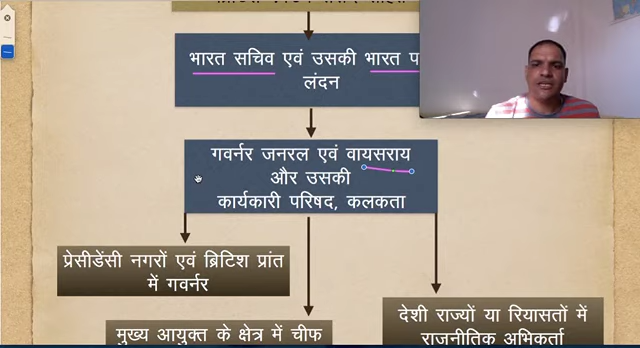 भारत सचिव एवं उसकी भारत
लंदन
गवर्नर जनरल एवं वायसराय
और उसकी
कार्यकारी परिषद, कलकता
प्रेसीडेंसी नगरों एवं ब्रिटिश प्रांत
में गवर्नर
मुख्य आयुक्त के क्षेत्र में चीफ
देशी राज्यों या रियासतों में
राजनीतिक अभिकर्ता